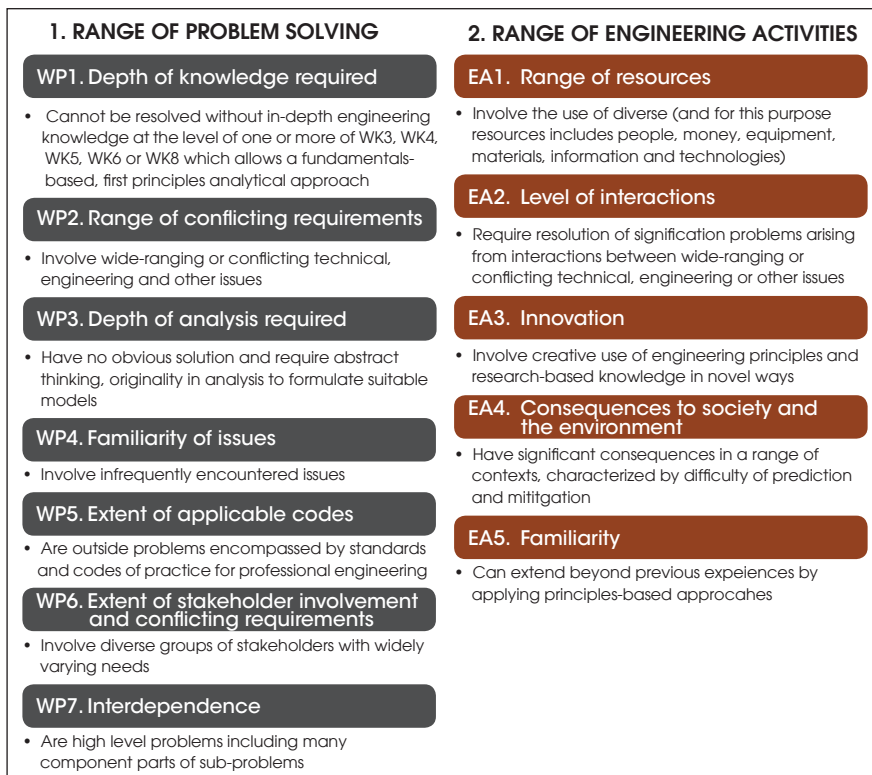 1. RANGE OF PROBLEM SOLVING
WP1. Depth of knowledge required
• Cannot be resolved without in-depth engineering
knowledge at the level of one or more of WK3, WK4,
WK5, WK6 or WK8 which allows a fundamentals-
based, first principles analytical approach
WP2. Range of conflicting requirements
• Involve wide-ranging or conflicting technical,
engineering and other issues
WP3. Depth of analysis required
• Have no obvious solution and require abstract
thinking, originality in analysis to formulate suitable
models
WP4. Familiarity of issues
• Involve infrequently encountered issues
WP5. Extent of applicable codes
• Are outside problems encompassed by standards
and codes of practice for professional engineering
WP6. Extent of stakeholder involvement
and conflicting requirements
• Involve diverse groups of stakeholders with widely
varying needs
WP7. Interdependence
• Are high level problems including many
component parts of sub-problems
2. RANGE OF ENGINEERING ACTIVITIES
EA1. Range of resources
• Involve the use of diverse (and for this purpose
resources includes people, money, equipment,
materials, information and technologies)
EA2. Level of interactions
• Require resolution of signification problems arising
from interactions between wide-ranging or
conflicting technical, engineering or other issues
EA3. Innovation
• Involve creative use of engineering principles and
research-based knowledge in novel ways
EA4. Consequences to society and
the environment
• Have significant consequences in a range of
contexts, characterized by difficulty of prediction
and mititgation
EA5. Familiarity
• Can extend beyond previous expeiences by
applying principles-based approcahes